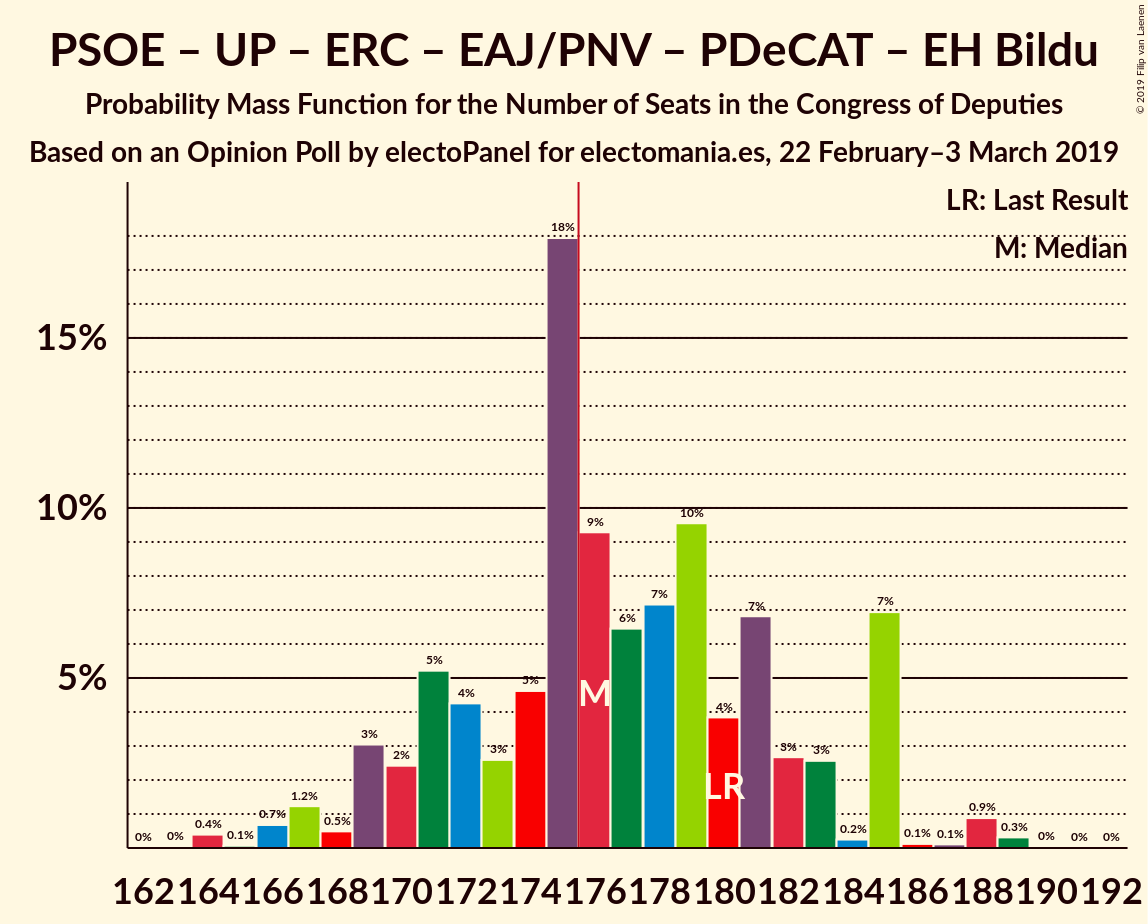 PSOE – UP – ERC – EAJ/PNV – PDeCAT – EH Bildu
Probability Mass Function for the Number of Seats in the Congress of Deputies
Based on an Opinion Poll by electoPanel for electomania.es, 22 February–3 March 2019
© 2019 Filip van Laenen
LR: Last Result
M: Median
15%
10%
5%
0% 0% 0.4% 0.1% 0.7% 1.2% 0.5% 3% 2% 5% 4% 3% 5% 18% 9% 6% 7% 10% 4% 7% 3% 3% 0.2% 7% 0.1% 0.1% 0.9% 0.3% 0% 0% 0%
M
LR
162 164 166 168 170 172 174 176 178 180 182 184 186 188 190 192